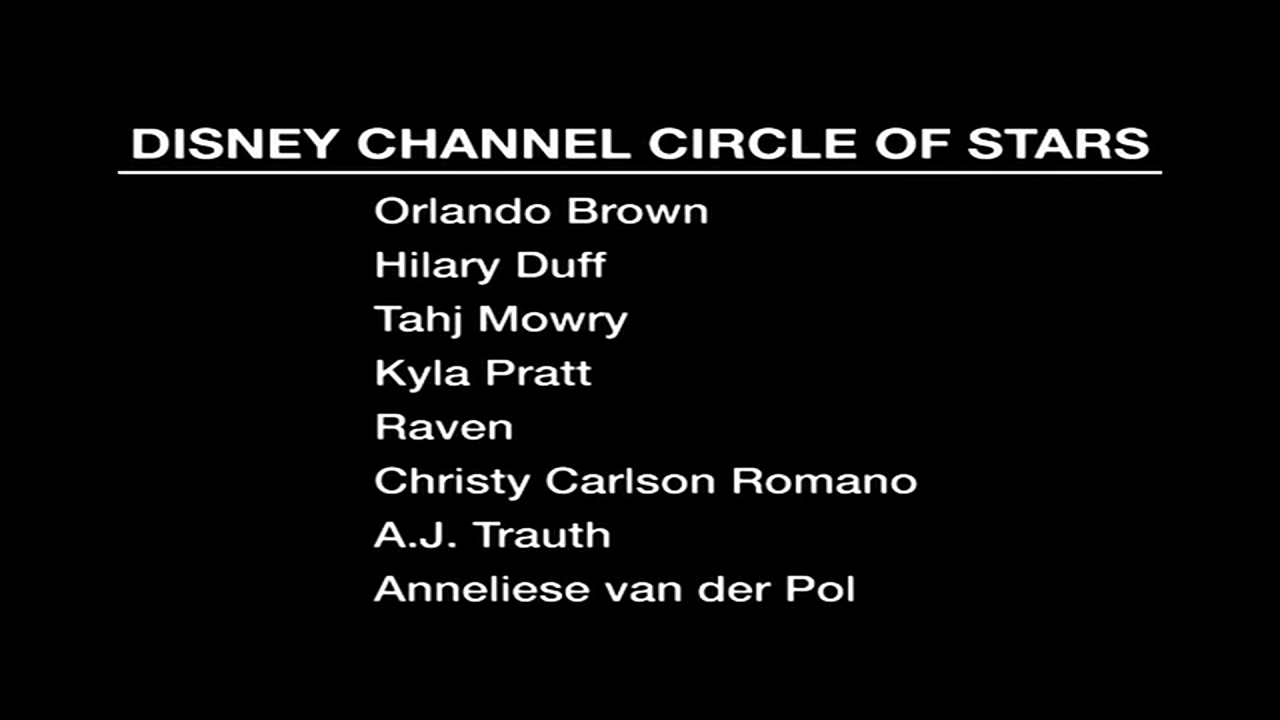 DISNEY CHANNEL CIRCLE OF STARS
Orlando Brown
Hilary Duff
Tahj Mowry
Kyla Pratt
Raven
Christy Carlson Romano
A.J. Trauth
Anneliese van der Pol